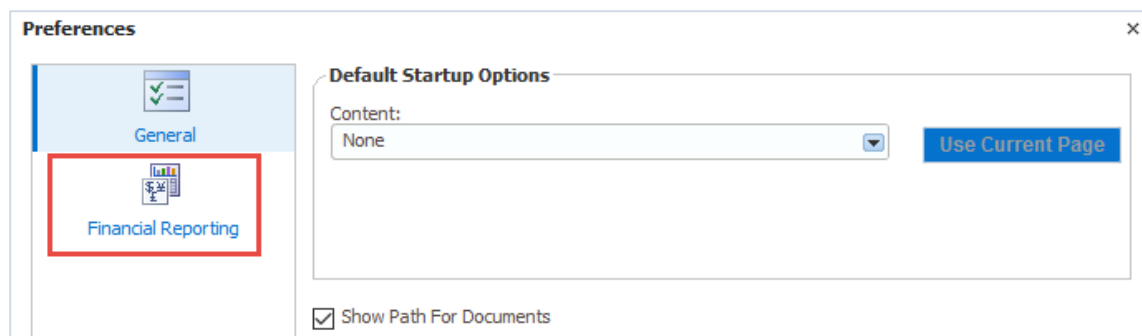 Preferences
General
Financial Reporting
Default Startup Options
Content:
None
Use Current Page
Show Path For Documents